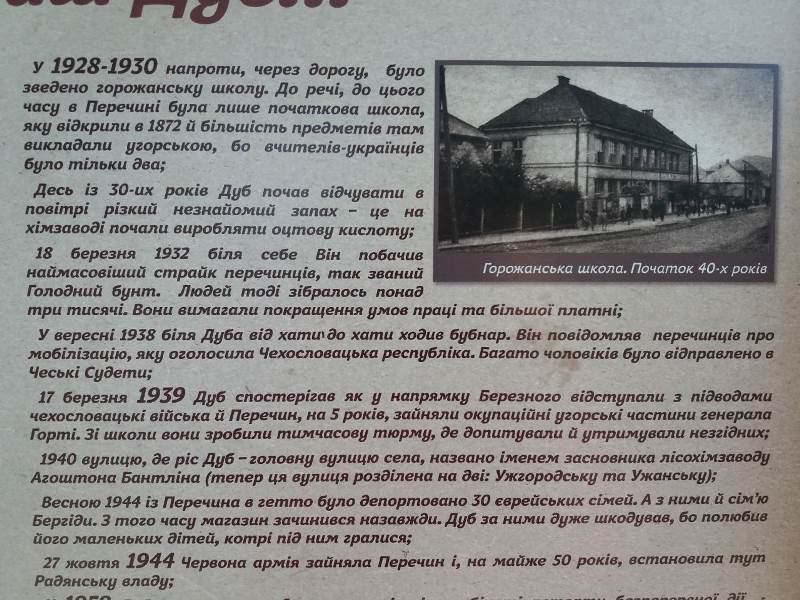 Дуб...
У 1928-1930 напроти, через дорогу, було
зведено горожанську школу. До речі, до цього
часу в Перечині була лише початкова школа,
яку відкрили в 1872 й більшість предметів там
викладали угорською, бо вчителів-українців
було тільки два;
Десь із 30-их років Дуб почав відчувати в
повітрі різкий незнайомий запах – це на
хімзаводі почали виробляти оцтову кислоту;
18 березня 1932 біля себе Він побачив
наймасовіший страйк перечинців, так званий
Голодний бунт. Людей тоді зібралось понад
три тисячі. Вони вимагали покращення умов праці та більшої платні;
Горожанська школа. Початок 40-х років
У вересні 1938 біля Дуба від хати до хати ходив бубнар. Він повідомляв перечинців про
мобілізацію, яку оголосила Чехословацька республіка. Багато чоловіків було відправлено в
Чеські Судети;
17 березня 1939 Дуб спостерігав як у напрямку Березного відступали з підводами
чехословацькі війська й Перечин, на 5 років, зайняли окупаційні угорські частини генерала
Горті. Зі школи вони зробили тимчасову тюрму, де допитували й утримували незгідних;
1940 вулицю, де ріс Дуб – головну вулицю села, названо іменем засновника лісохімзаводу
Агоштона Бантліна (тепер ця вулиця розділена на дві: Ужгородську та Ужанську);
Весною 1944 із Перечина в гетто було депортовано 30 єврейських сімей. А з ними й сім'ю
Бергіди. З того часу магазин зачинився назавжди. Дуб за ними дуже шкодував, бо полюбив
його маленьких дітей, котрі під ним гралися;
27 жовтня 1944 Червона армія зайняла Перечин і, на майже 50 років, встановила тут
Радянську владу;